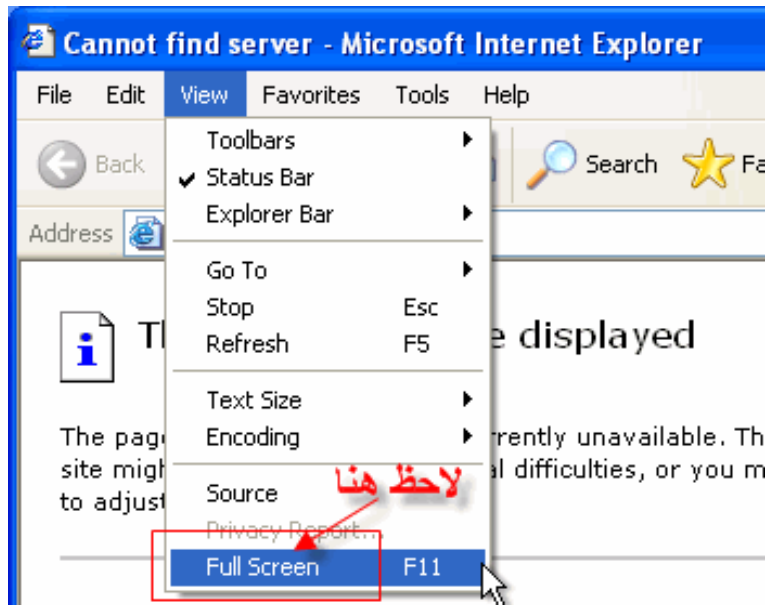 Cannot find server - Microsoft Internet Explorer
File Edit View Favorites Tools Help
Back Search Fa
Address
Toolbars
Status Bar
Explorer Bar
Go To
Stop Esc
Refresh F5
Text Size
Encoding
Source
Privacy Report...
Full Screen F11
لاحظ هنا
e displayed
The page rrently unavailable. Th
site migh al difficulties, or you m
to adjust